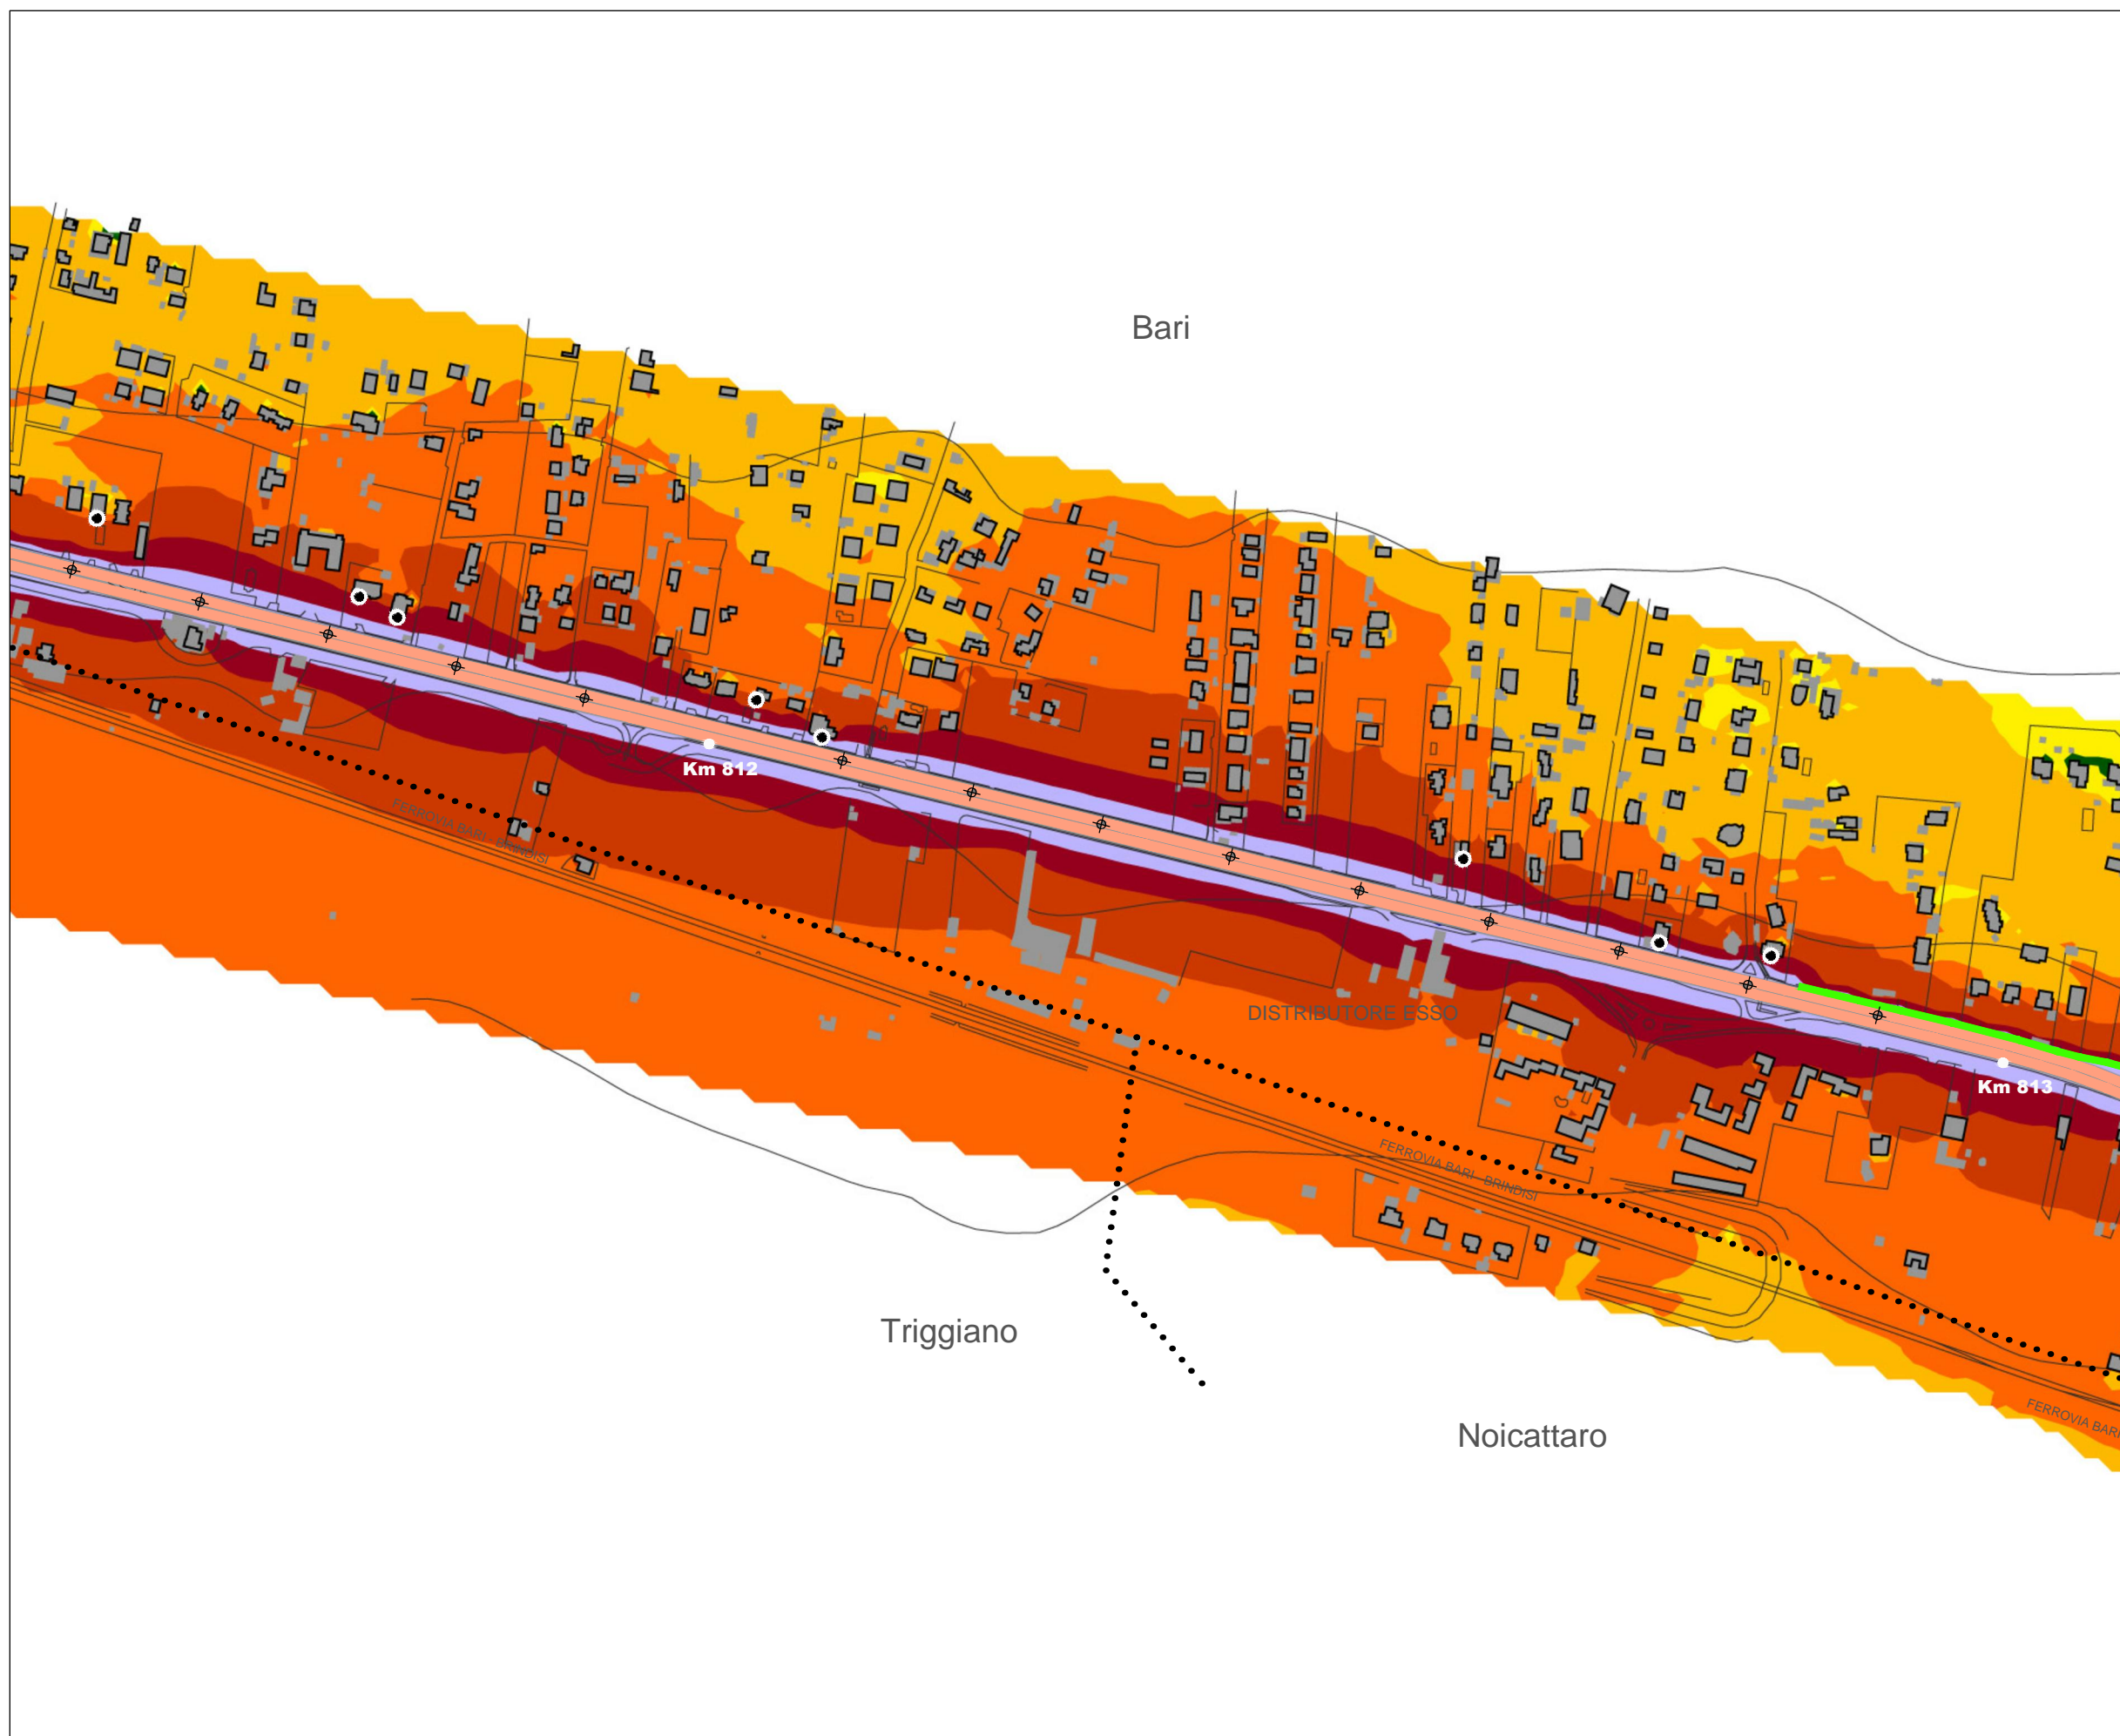 Bari
Km 812
FERROVIA BARI - BRINDISI
DISTRIBUTORE ESSO
Km 813
FERROVIA BARI - BRINDISI
Triggiano
FERROVIA BARI
Noicattaro